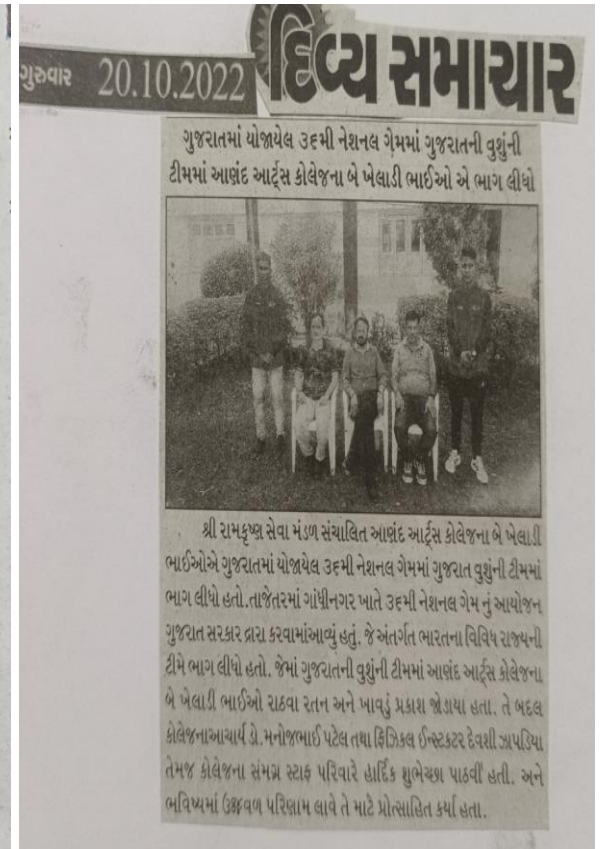 ગુરુવાર 20.10.2022
દિવ્ય સમાચાર
ગુજરાતમાં યોજાયેલ ૩૬મી નેશનલ ગેમમાં ગુજરાતની વુશુંની
ટીમમાં આણંદ આર્ટ્સ કોલેજના બે ખેલાડી ભાઈઓ એ ભાગ લીધો
શ્રી રામકૃષ્ણ સેવા મંડળ સંચાલિત આણંદ આર્ટ્સ કોલેજના બે ખેલાડી
ભાઈઓએ ગુજરાતમાં યોજાયેલ ૩૬મી નેશનલ ગેમમાં ગુજરાત વુશુંની ટીમમાં
ભાગ લીધો હતો.તાજેતરમાં ગાંધીનગર ખાતે ૩૬મી નેશનલ ગેમ નું આયોજન
ગુજરાત સરકાર દ્રારા કરવામાંઆવ્યું હતું. જે અંતર્ગત ભારતના વિવિધ રાજ્યની
ટીમે ભાગ લીધો હતો. જેમાં ગુજરાતની વુશુંની ટીમમાં આણંદ આર્ટ્સ કોલેજના
બે ખેલાડી ભાઈઓ રાઠવા રતન અને ખાવડું પ્રકાશ જોડાયા હતા. તે બદલ
કોલેજનાઆચાર્ય ડો. મનોજભાઈ પટેલ તથા ફિઝિકલ ઈન્સ્ટ્રકટર દેવશી ઝાપડિયા
તેમજ કોલેજના સંમગ્ર સ્ટાફ પરિવારે હાર્દિક શુભેચ્છા પાઠવી હતી. અને
ભવિષ્યમાં ઉજ્જવળ પરિણામ લાવે તે માટે પ્રોત્સાહિત કર્યા હતા.